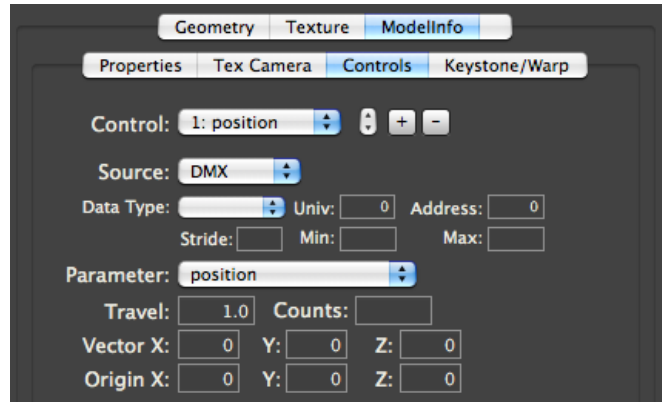 Geometry Texture ModelInfo
Properties Tex Camera Controls Keystone/Warp
Control: 1: position + -
Source: DMX
Data Type: Univ: 0 Address: 0
Stride: Min: Max:
Parameter: position
Travel: 1.0 Counts:
Vector X: 0 Y: 0 Z: 0
Origin X: 0 Y: 0 Z: 0